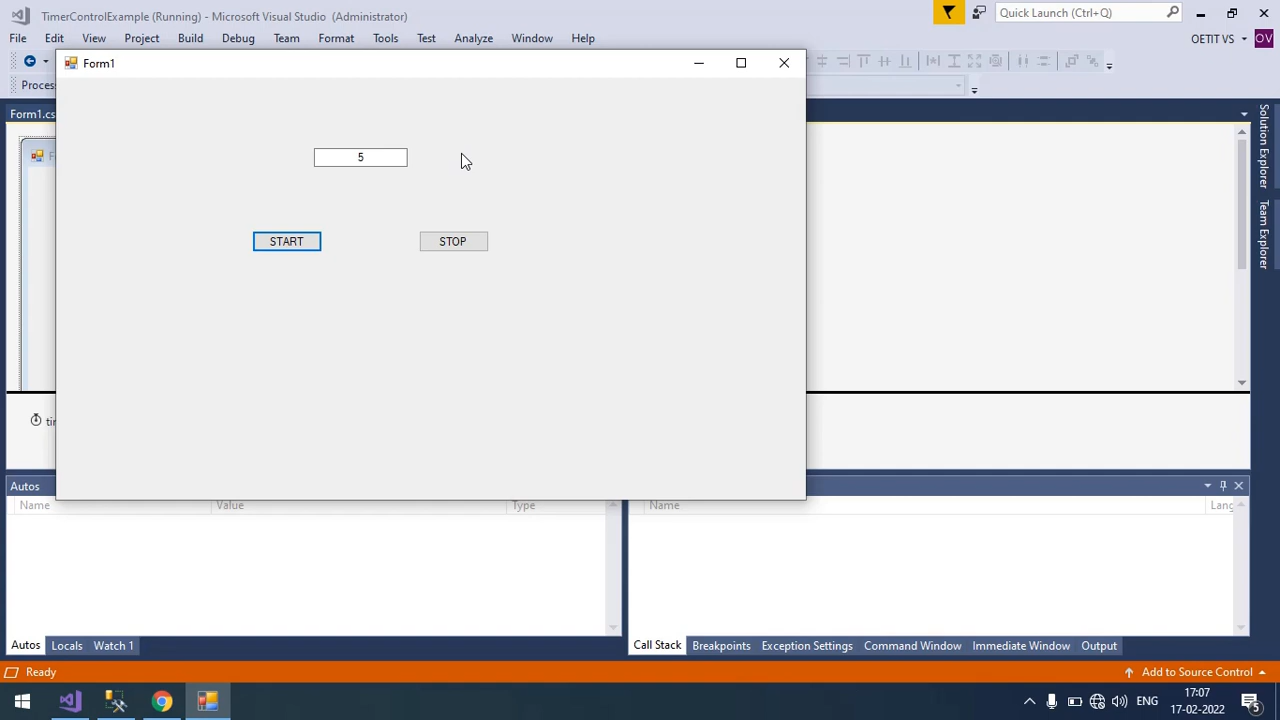 TimerControlExample (Running) - Microsoft Visual Studio (Administrator)
Quick Launch (Ctrl+Q)
File Edit View Project Build Debug Team Format Tools Test Analyze Window Help
OETIT VS OV
Form1
Proces
Form1.cs
5
START STOP
Solution Explorer
Team Explorer
Autos
Name Value Type
Name Lang
Autos Locals Watch 1
Call Stack Breakpoints Exception Settings Command Window Immediate Window Output
Ready
Add to Source Control
ENG
17:07
17-02-2022
5